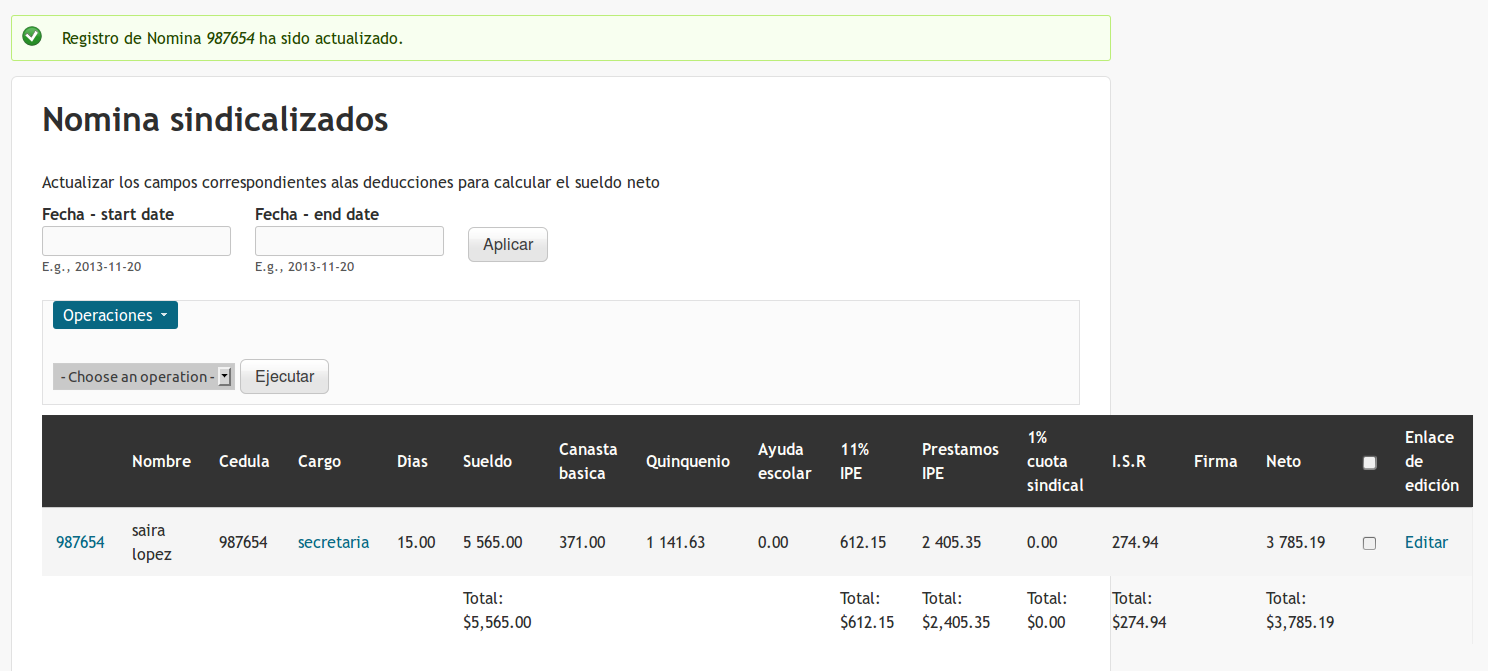 Registro de Nomina 987654 ha sido actualizado.
Nomina sindicalizados
Actualizar los campos correspondientes alas deducciones para calcular el sueldo neto
Fecha - start date Fecha - end date
Aplicar
E.g., 2013-11-20 E.g., 2013-11-20
Operaciones
- Choose an operation - Ejecutar
Nombre Cedula Cargo Dias Sueldo Canasta basica Quinquenio Ayuda escolar 11% IPE Prestamos IPE 1% cuota sindical I.S.R Firma Neto Enlace de edición
987654 saira lopez 987654 secretaria 15.00 5 565.00 371.00 1 141.63 0.00 612.15 2 405.35 0.00 274.94 3 785.19 Editar
Total: Total: Total: Total: Total: Total:
$5,565.00 $612.15 $2,405.35 $0.00 $274.94 $3,785.19